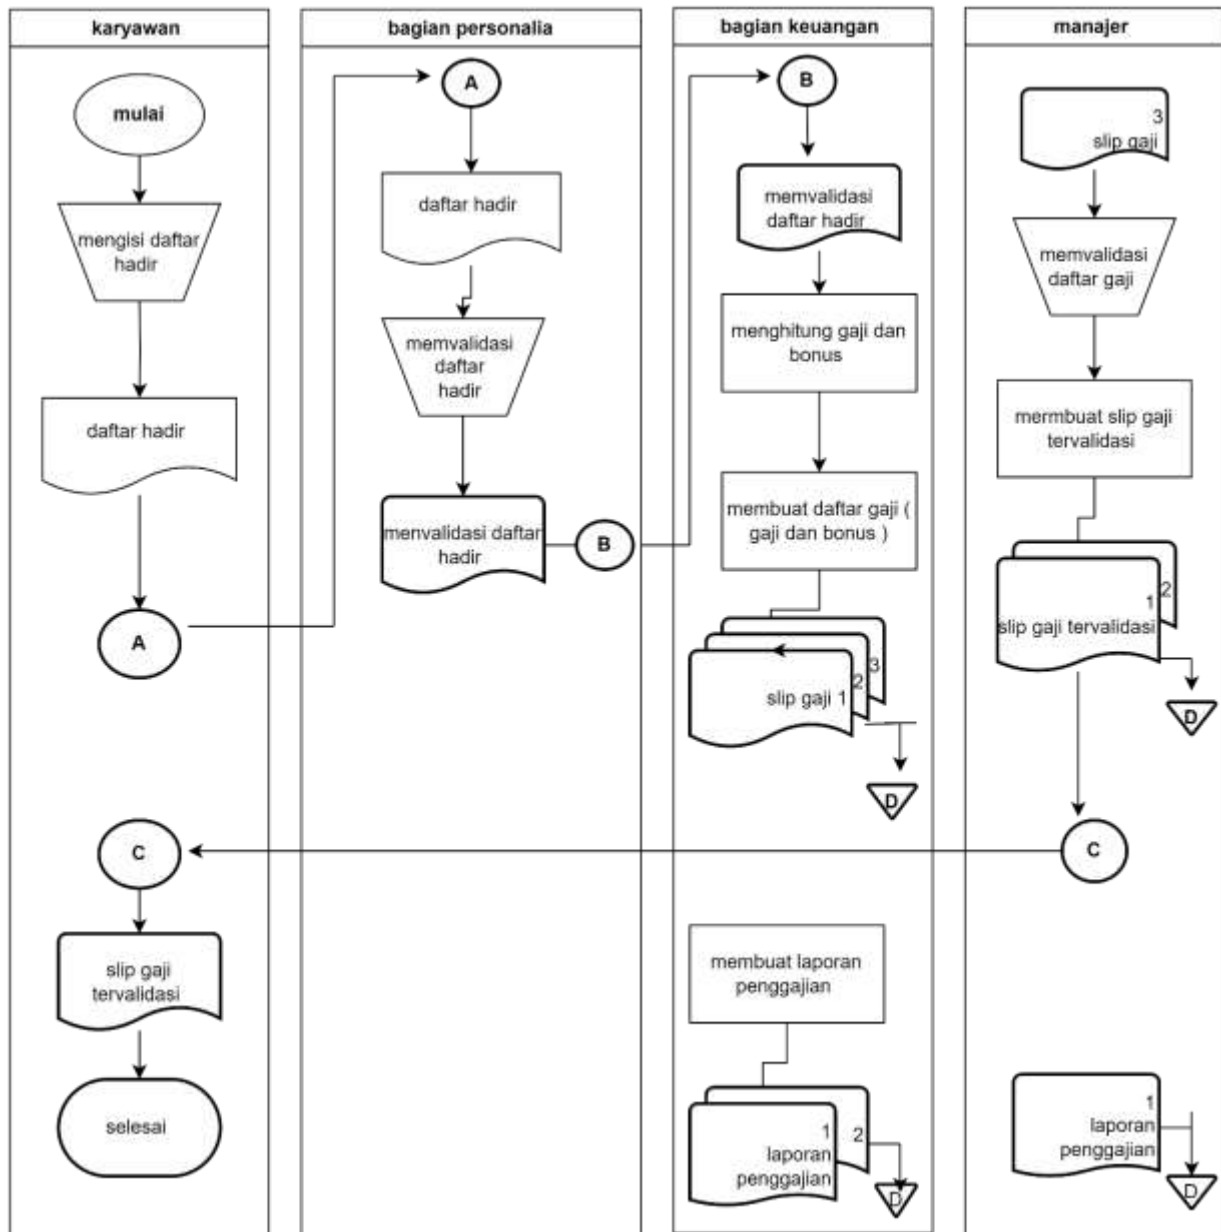 karyawan
bagian personalia
bagian keuangan
manajer
mulai
mengisi daftar
hadir
daftar hadir
A
C
slip gaji
tervalidasi
selesai
A
daftar hadir
memvalidasi
daftar
hadir
menvalidasi daftar
hadir
B
B
memvalidasi
daftar hadir
menghitung gaji dan
bonus
membuat daftar gaji (
gaji dan bonus )
3
2
slip gaji 1
D
membuat laporan
penggajian
1
2
laporan
penggajian
D
3
slip gaji
memvalidasi
daftar gaji
mermbuat slip gaji
tervalidasi
2
1
slip gaji tervalidasi
D
C
1
laporan
penggajian
D